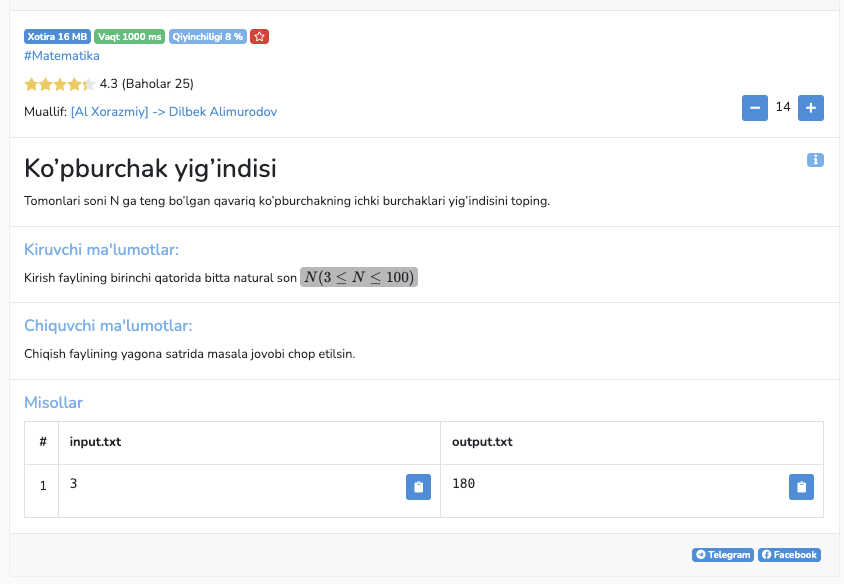 Xotira 16 MB Vaqt 1000 ms Qiyinchiligi 8 %
#Matematika
4.3 (Baholar 25)
Muallif: [Al Xorazmiy] -> Dilbek Alimurodov
14
Ko’pburchak yig’indisi
Tomonlari soni N ga teng bo’lgan qavariq ko’pburchakning ichki burchaklari yig’indisini toping.
Kiruvchi ma'lumotlar:
Kirish faylining birinchi qatorida bitta natural son N(3 ≤ N ≤ 100)
Chiquvchi ma'lumotlar:
Chiqish faylining yagona satrida masala jovobi chop etilsin.
Misollar
# input.txt output.txt
1 3 180
Telegram Facebook